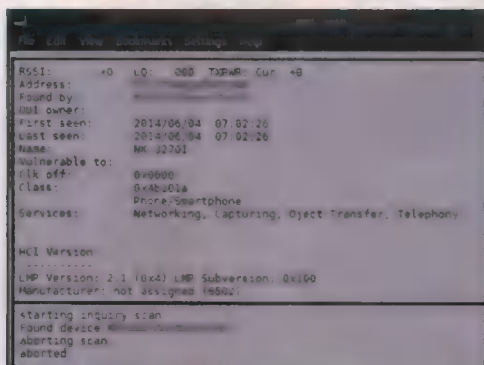 File Edit View Bookmarks Settings Help
RSSI: +0 LQ: 000 TXPWR: Cur +0
Address:
Found by
OUI owner:
First seen: 2014/06/04 07:02:26
Last seen: 2014/06/04 07:02:26
Name:
Vulnerable to:
Clk off: 0x0000
Class:
Phone/Smartphone
Services: Networking, Capturing, Oject Transfer, Telephony
HCI Version
LMP Version: 2.1 (0x4) LMP Subversion: 0x100
Manufacturer: not assigned
starting inquiry scan
Found device
aborting scan
aborted